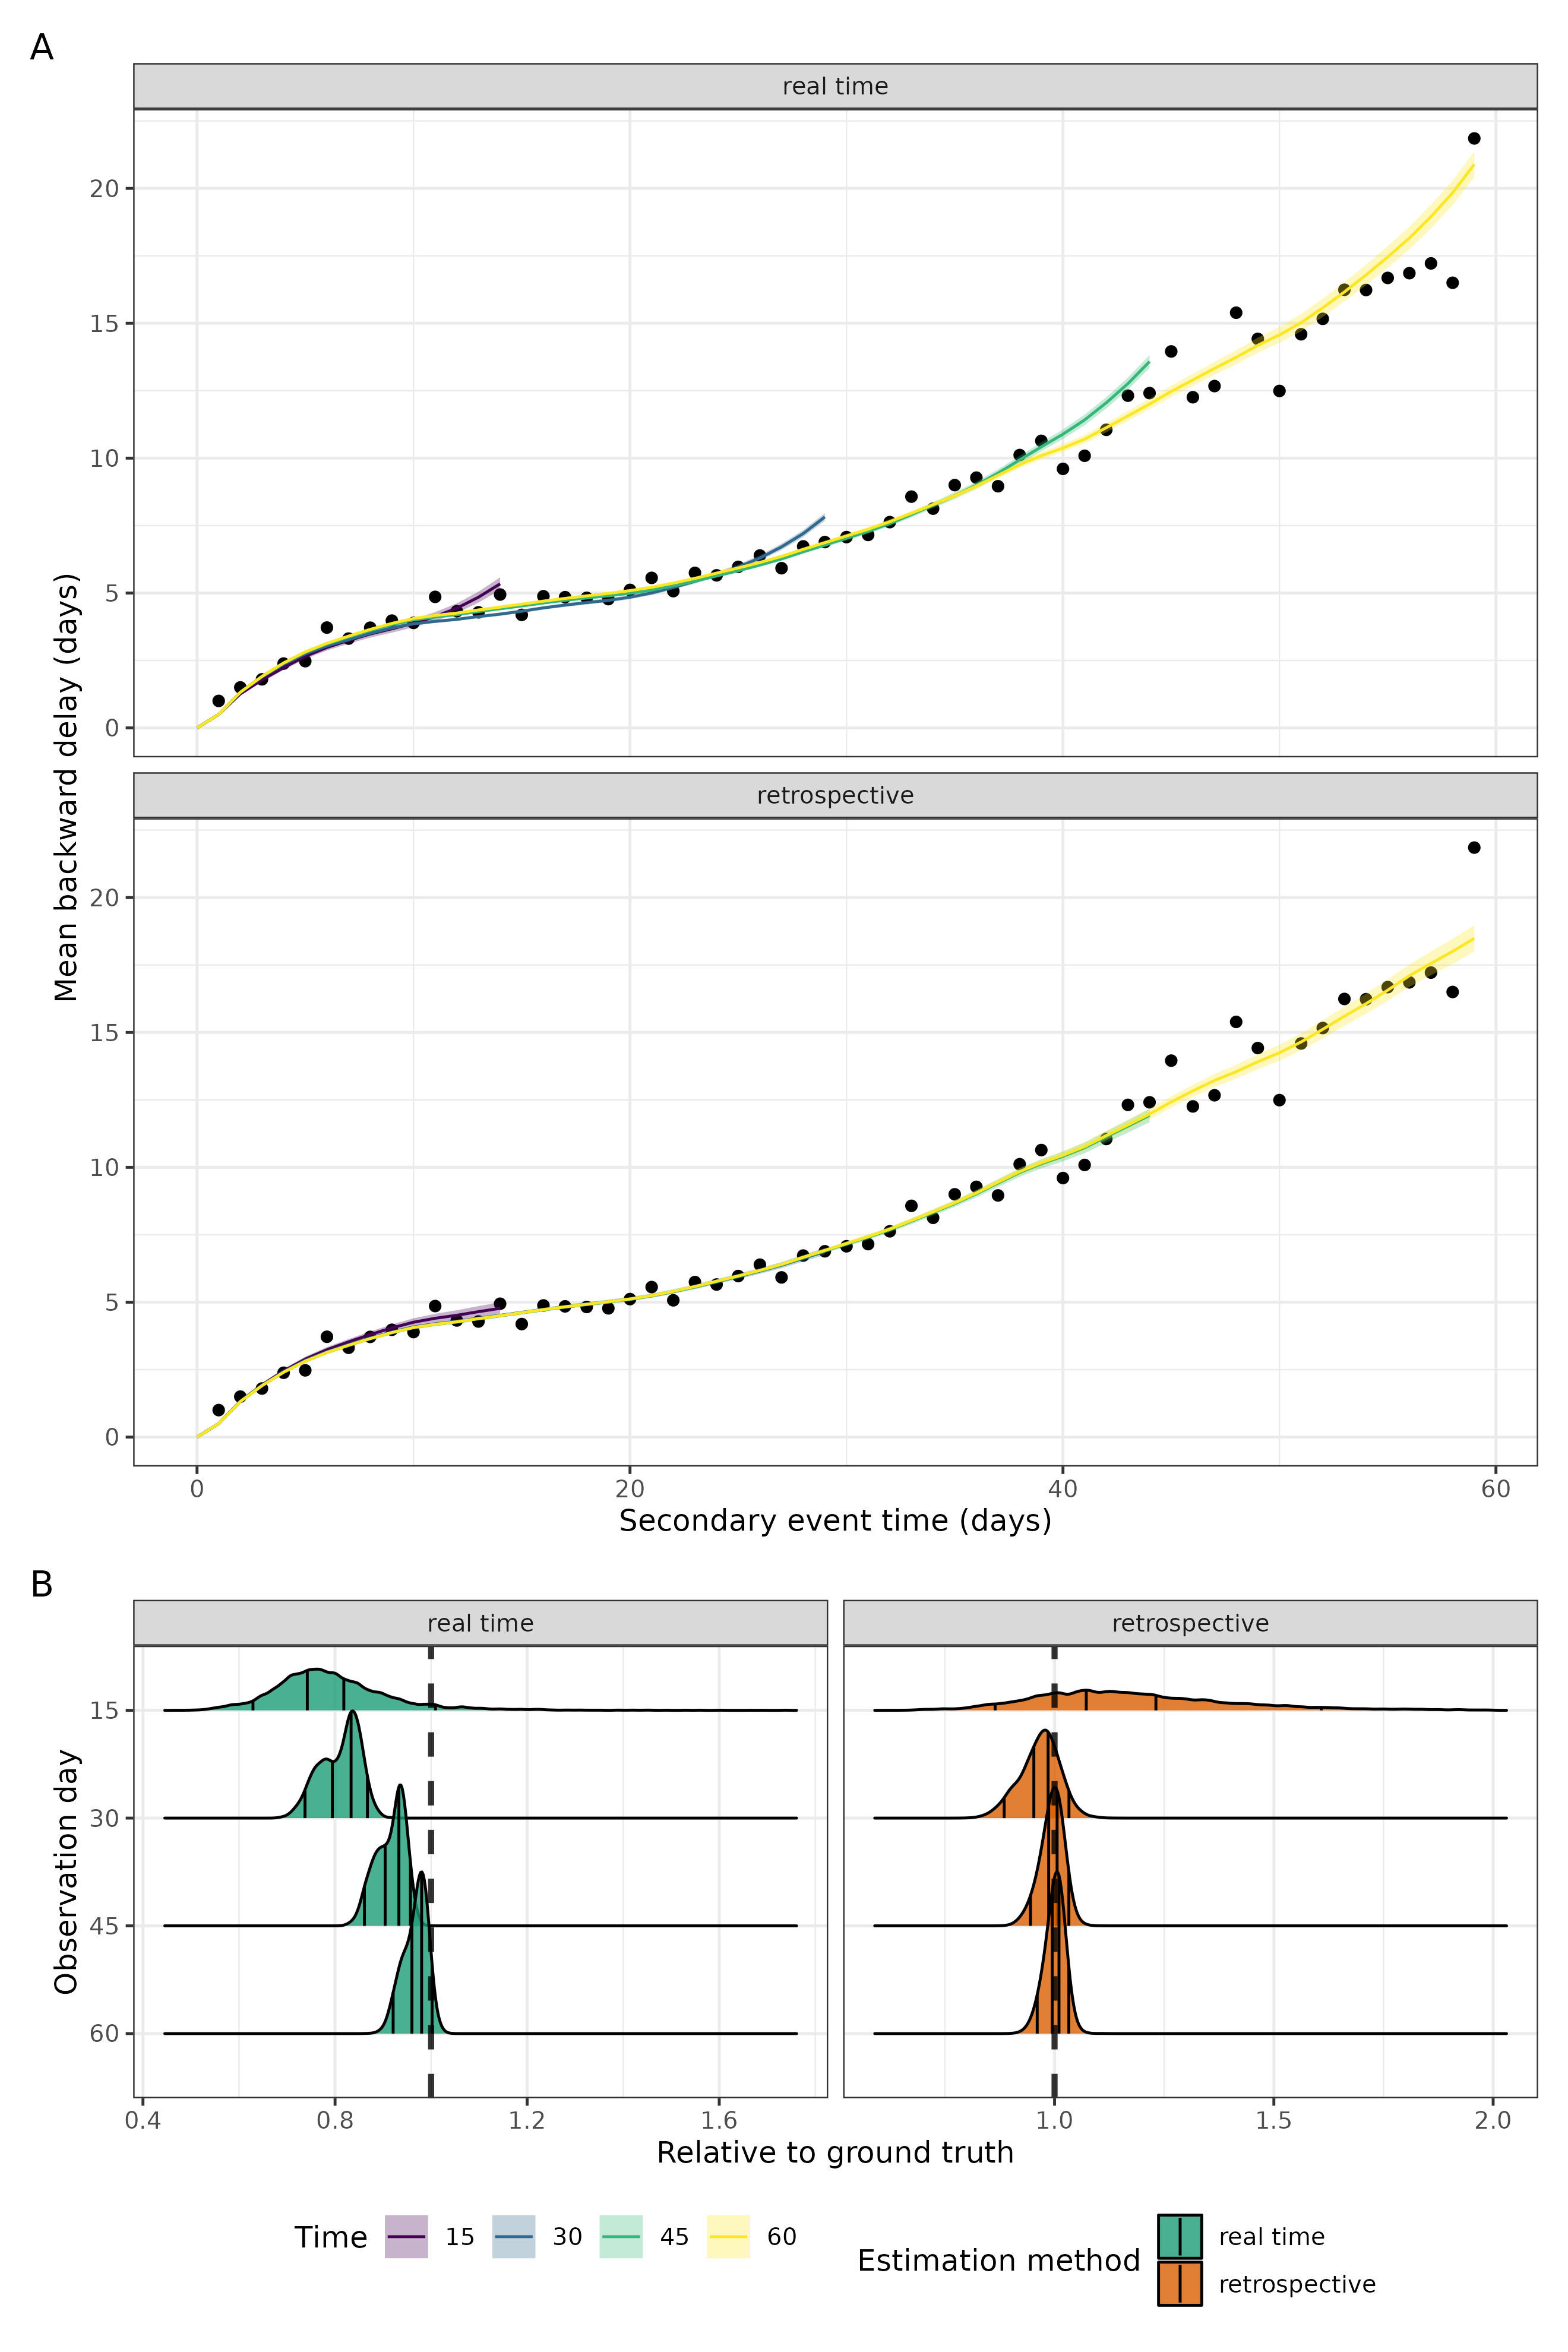 A
real time
20
15
10
5
0
retrospective
20
15
10
5
0
Mean backward delay (days)
0 20 40 60
Secondary event time (days)
B
real time retrospective
15
30
45
60
Observation day
0.4 0.8 1.2 1.6 1.0 1.5 2.0
Relative to ground truth
Time 15 30 45 60
Estimation method
real time
retrospective